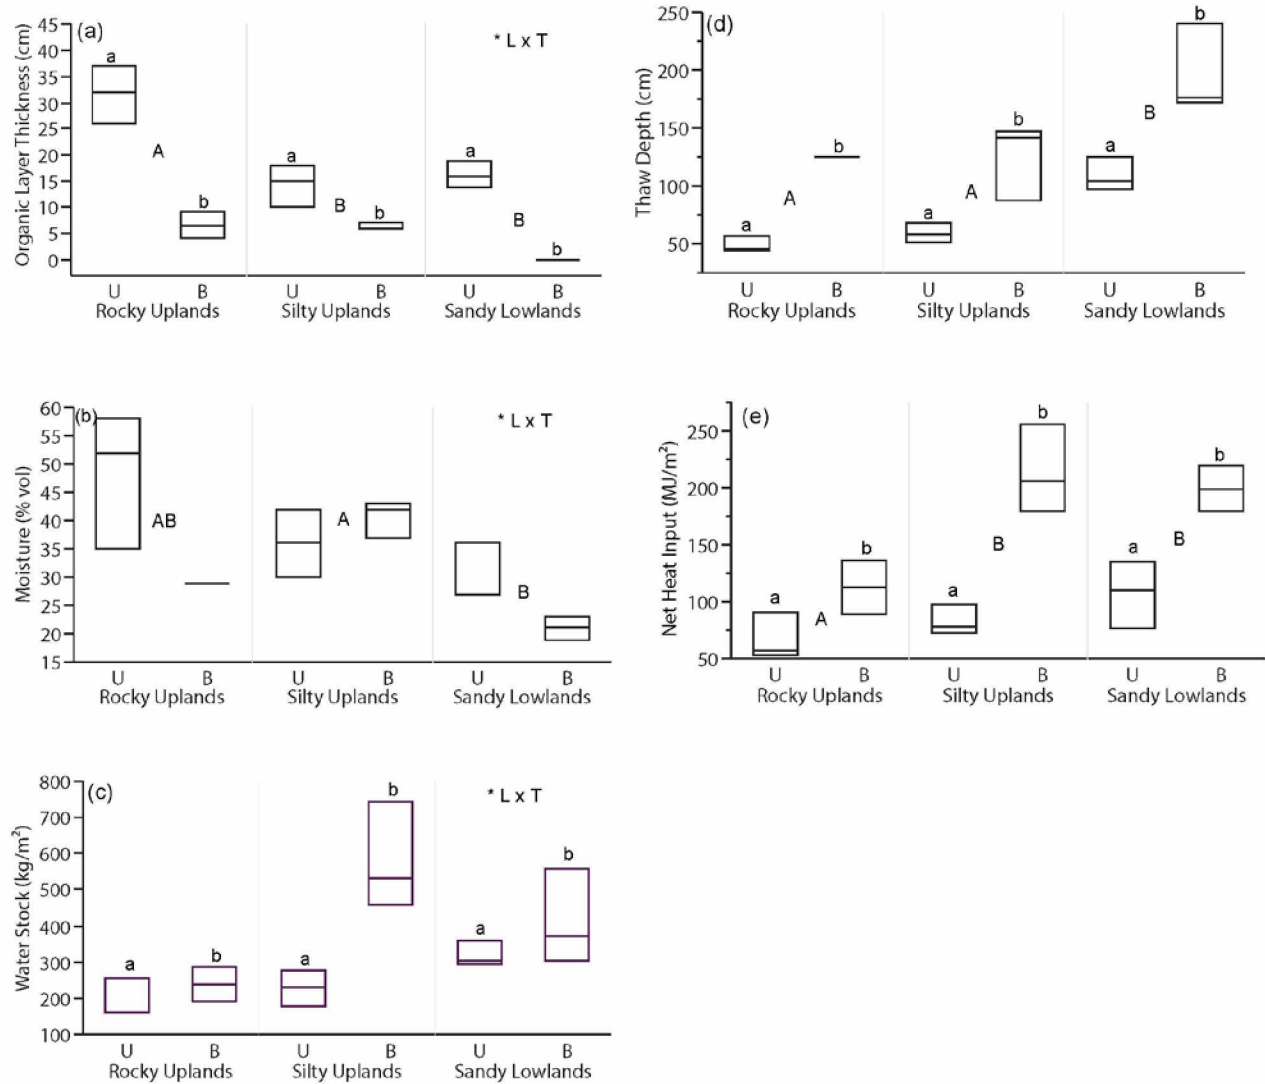 (a)
* L x T
Organic Layer Thickness (cm)
45
40
35
30
25
20
15
10
5
0
a
A
b
a
B
b
a
B
b
U B U B U B
Rocky Uplands Silty Uplands Sandy Lowlands
(d)
Thaw Depth (cm)
250
200
150
100
50
a
A
b
a
A
b
a
B
b
U B U B U B
Rocky Uplands Silty Uplands Sandy Lowlands
(b)
* L x T
Moisture (% vol)
60
55
50
45
40
35
30
25
20
15
AB
A
B
U B U B U B
Rocky Uplands Silty Uplands Sandy Lowlands
(e)
Net Heat Input (MJ/m²)
250
200
150
100
50
a
A
b
a
B
b
a
B
b
U B U B U B
Rocky Uplands Silty Uplands Sandy Lowlands
(c)
* L x T
Water Stock (kg/m²)
800
700
600
500
400
300
200
100
a
b
a
b
a
b
U B U B U B
Rocky Uplands Silty Uplands Sandy Lowlands